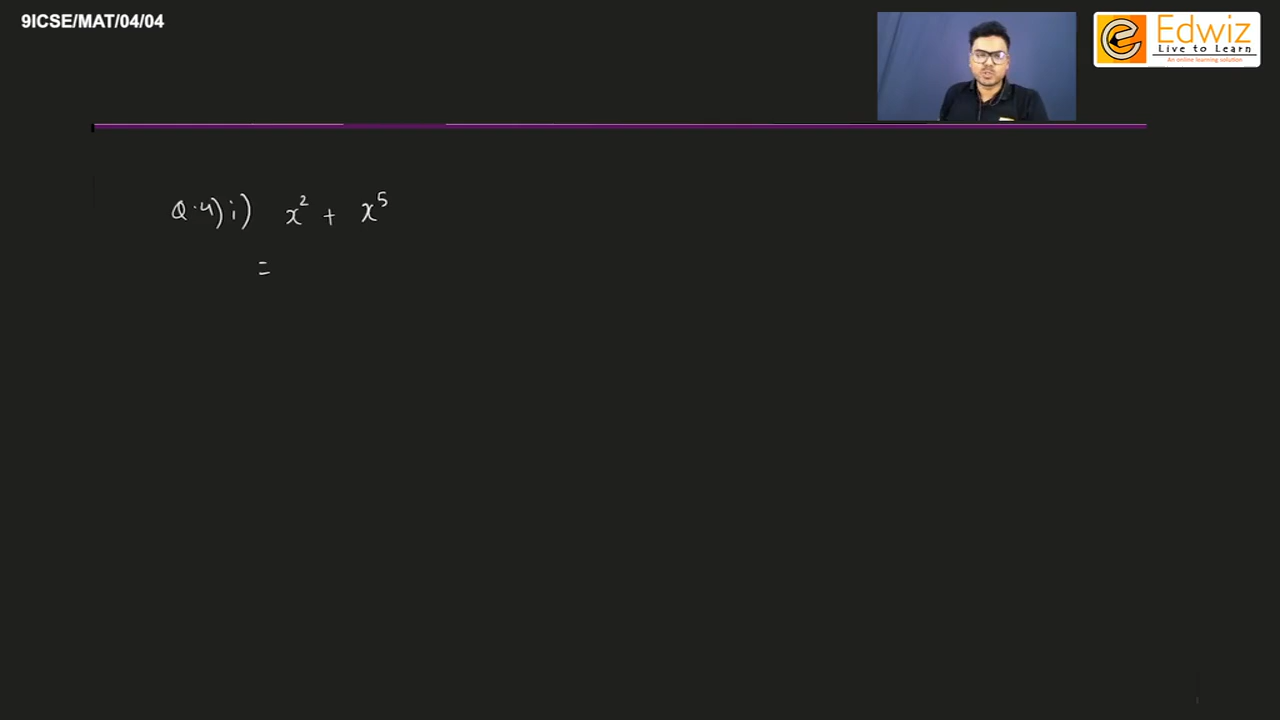 9ICSE/MAT/04/04
Edwiz
Live to Learn
An online learning solution
Q.4) i) x² + x⁵
=